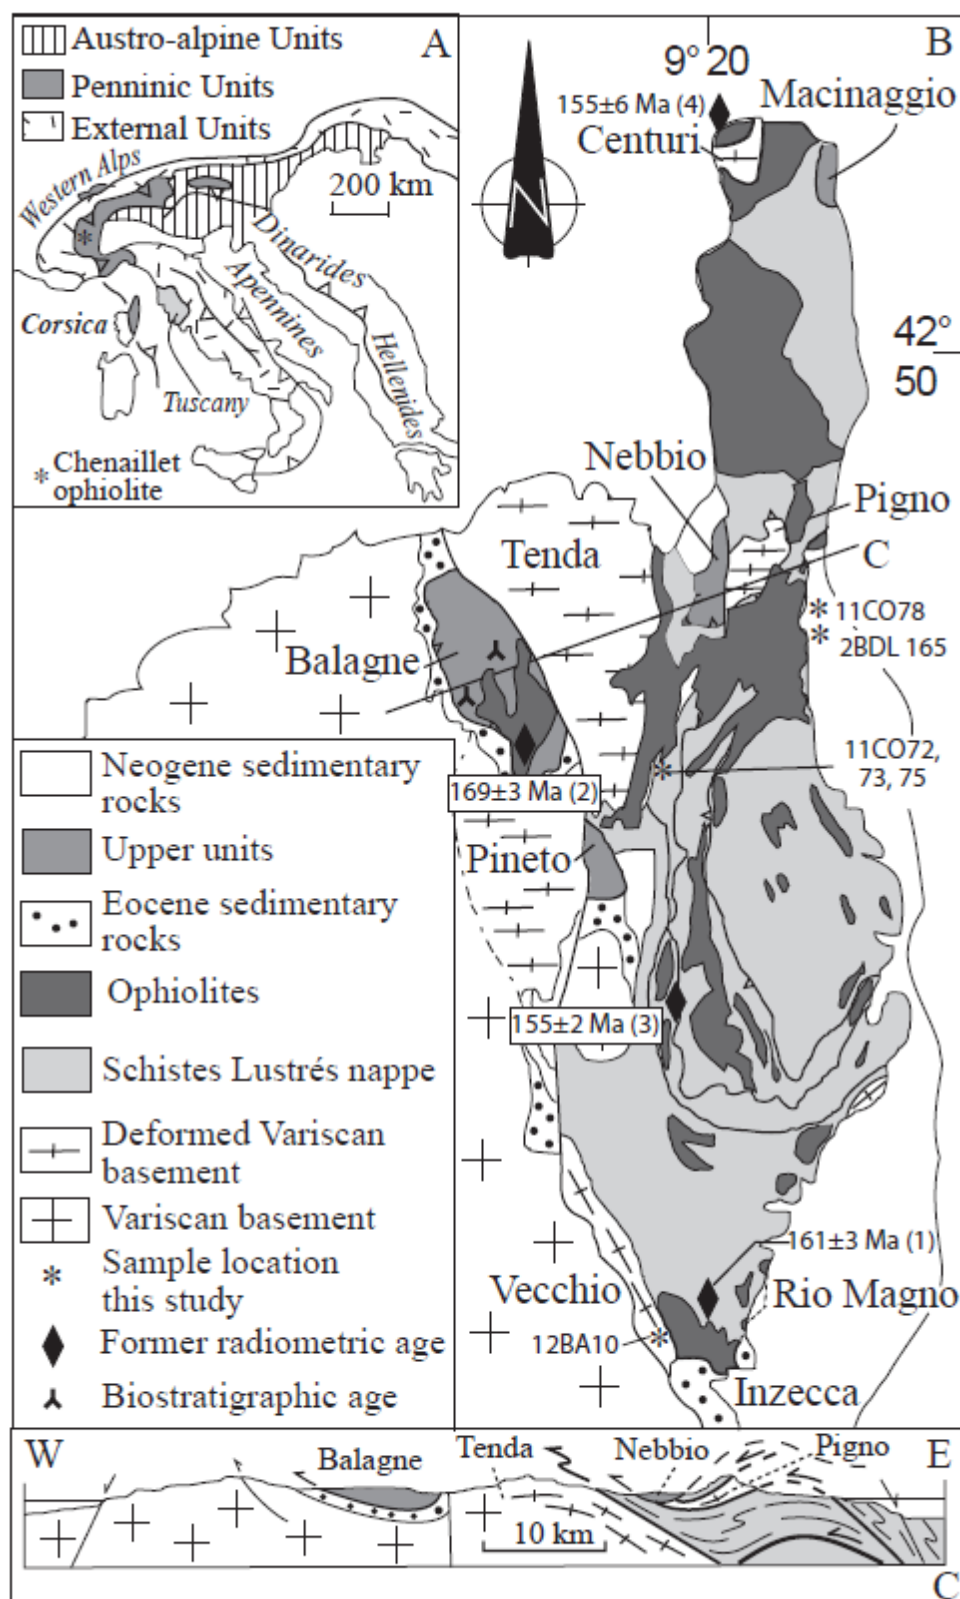 Austro-alpine Units
A
Penninic Units
External Units
Western Alps
200 km
Dinarides
Apennines
Hellenides
Corsica
Tuscany
* Chenaillet
ophiolite
B
9° 20
155±6 Ma (4)
Macinaggio
Centuri
N
42°
50
Nebbio
Pigno
Tenda
C
* 11CO78
* 2BDL 165
Balagne
11CO72,
73, 75
169±3 Ma (2)
Pineto
155±2 Ma (3)
161±3 Ma (1)
Vecchio
Rio Magno
12BA10
Inzecca
Neogene sedimentary
rocks
Upper units
Eocene sedimentary
rocks
Ophiolites
Schistes Lustrés nappe
Deformed Variscan
basement
Variscan basement
* Sample location
this study
Former radiometric age
Biostratigraphic age
W
Balagne
Tenda
Nebbio
Pigno
E
10 km
C